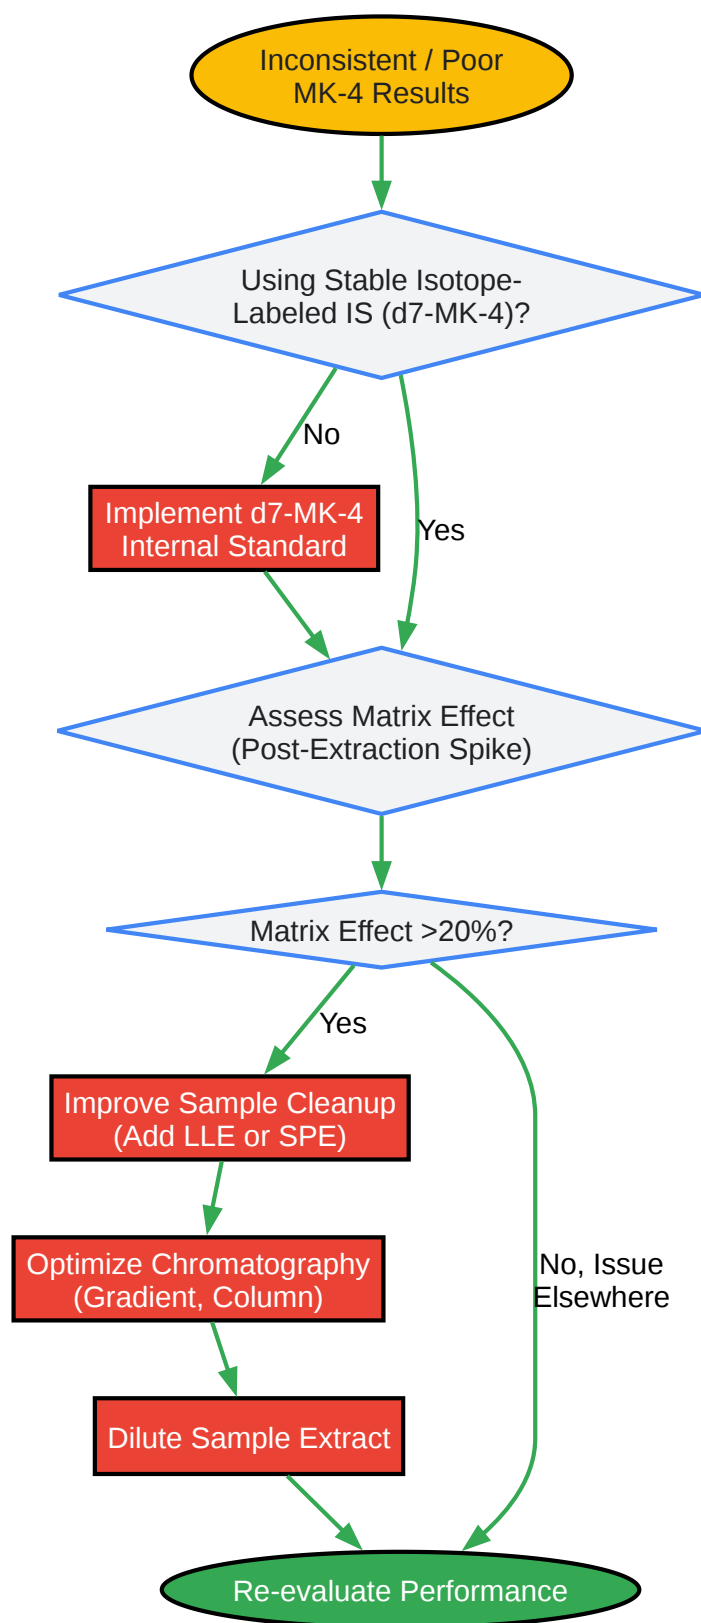 Inconsistent / Poor
MK-4 Results
Using Stable Isotope-
Labeled IS (d7-MK-4)?
No
Implement d7-MK-4
Internal Standard
Yes
Assess Matrix Effect
(Post-Extraction Spike)
Matrix Effect >20%?
Yes
Improve Sample Cleanup
(Add LLE or SPE)
Optimize Chromatography
(Gradient, Column)
No, Issue
Elsewhere
Dilute Sample Extract
Re-evaluate Performance